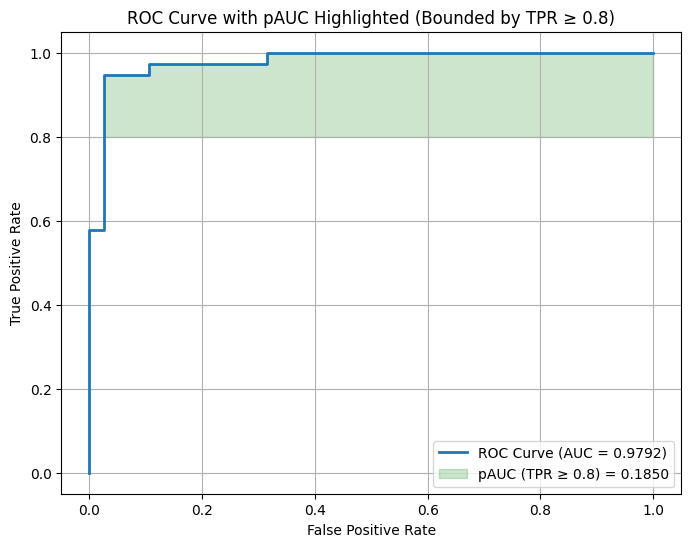 ROC Curve with pAUC Highlighted (Bounded by TPR ≥ 0.8)
True Positive Rate
1.0
0.8
0.6
0.4
0.2
0.0
ROC Curve (AUC = 0.9792)
pAUC (TPR ≥ 0.8) = 0.1850
0.0 0.2 0.4 0.6 0.8 1.0
False Positive Rate